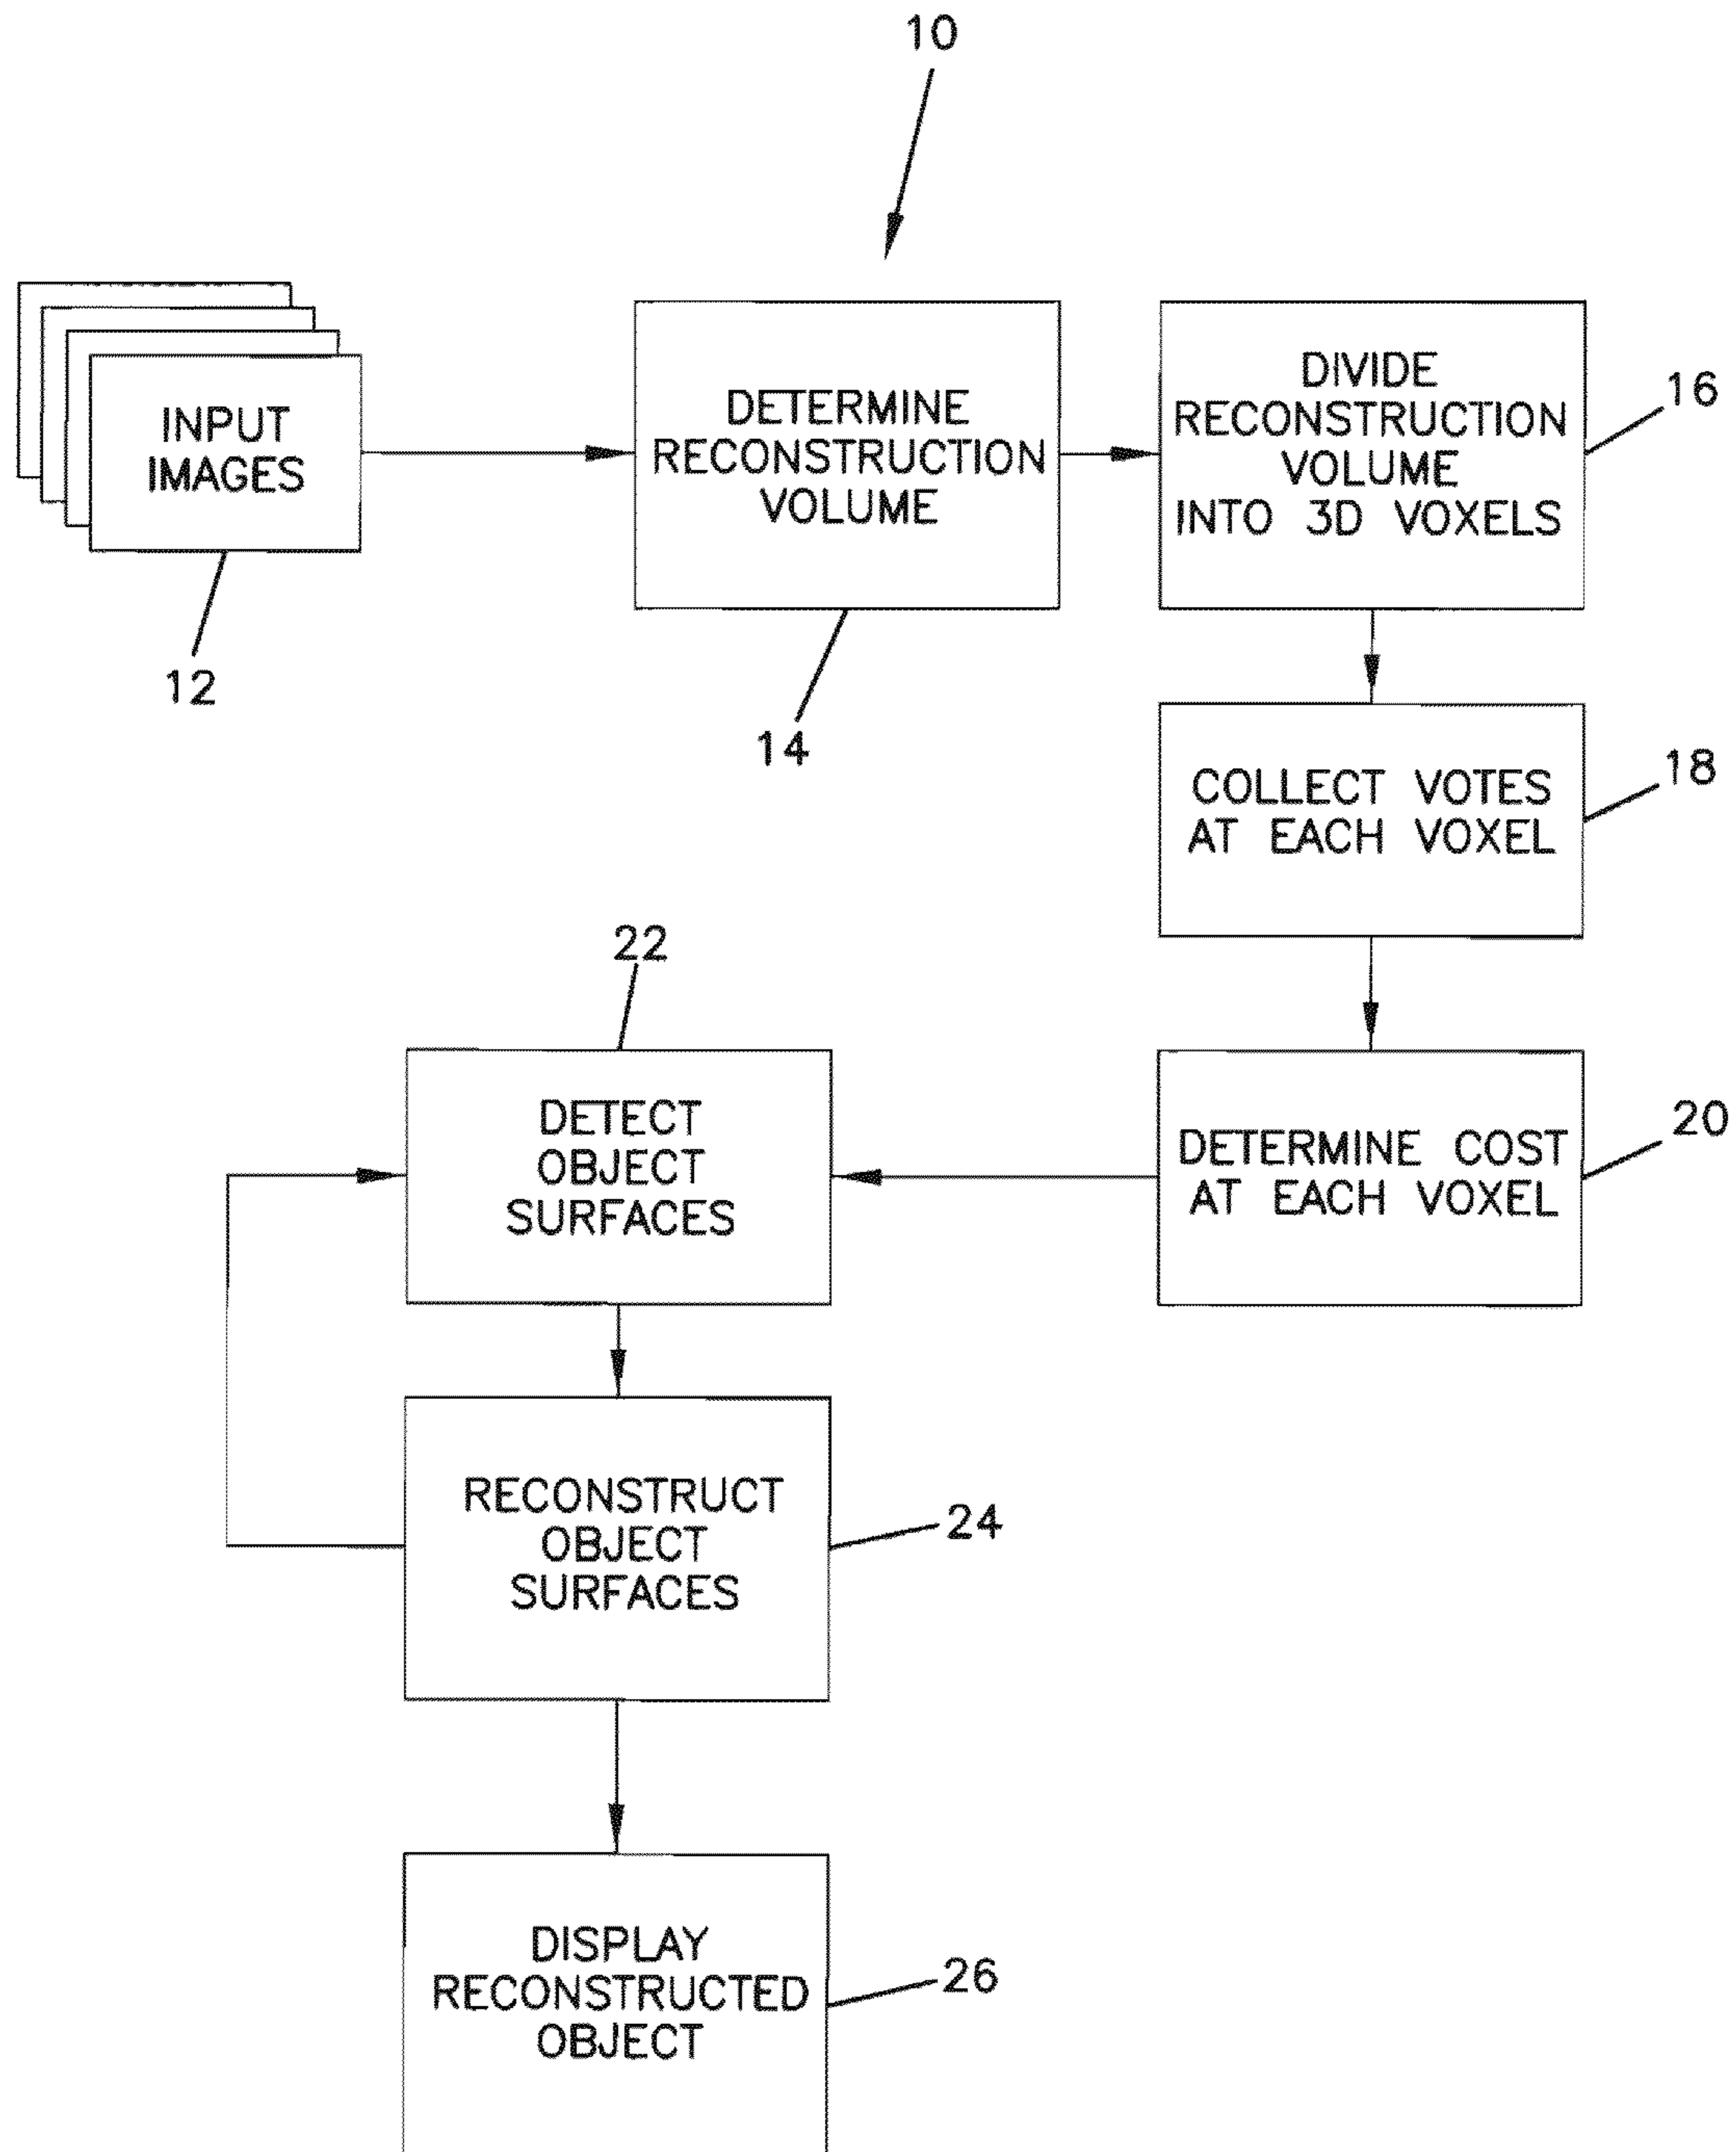 10
INPUT
IMAGES
12
DETERMINE
RECONSTRUCTION
VOLUME
14
DIVIDE
RECONSTRUCTION
VOLUME
INTO 3D VOXELS
16
COLLECT VOTES
AT EACH VOXEL
18
DETERMINE COST
AT EACH VOXEL
20
22
DETECT
OBJECT
SURFACES
RECONSTRUCT
OBJECT
SURFACES
24
DISPLAY
RECONSTRUCTED
OBJECT
26